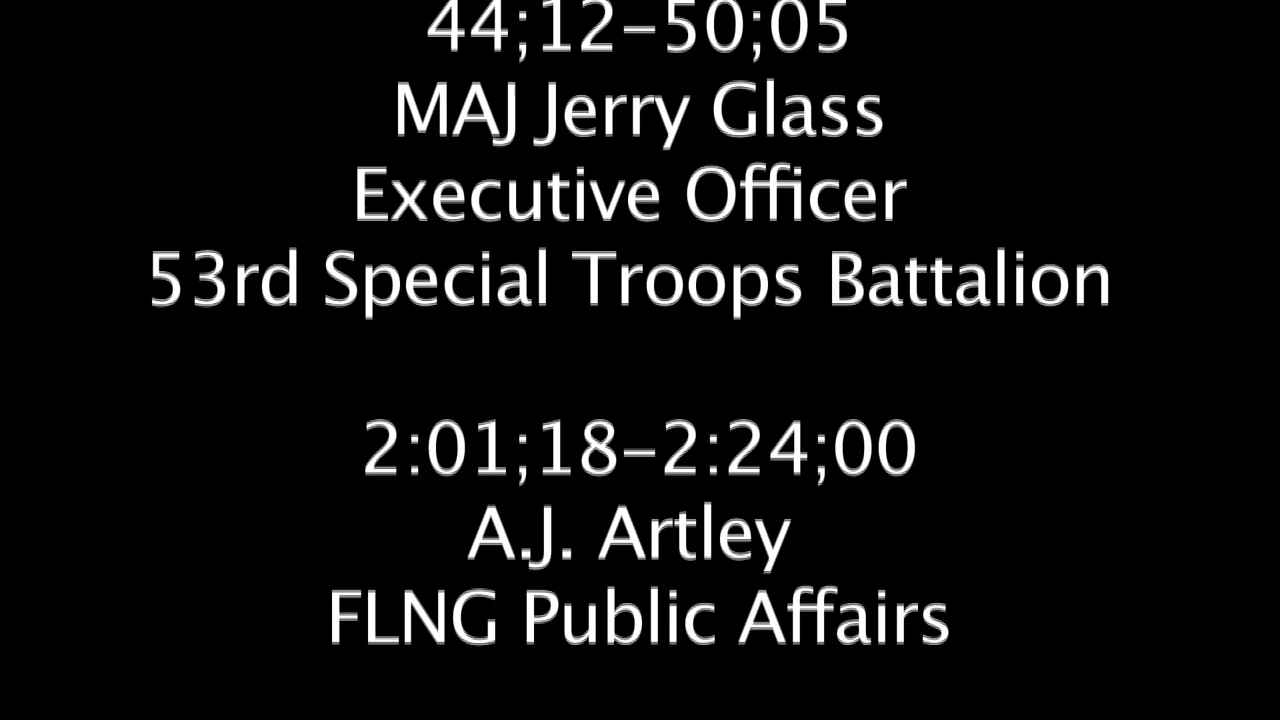 44;12-50;05
MAJ Jerry Glass
Executive Officer
53rd Special Troops Battalion
2:01;18-2:24;00
A.J. Artley
FLNG Public Affairs